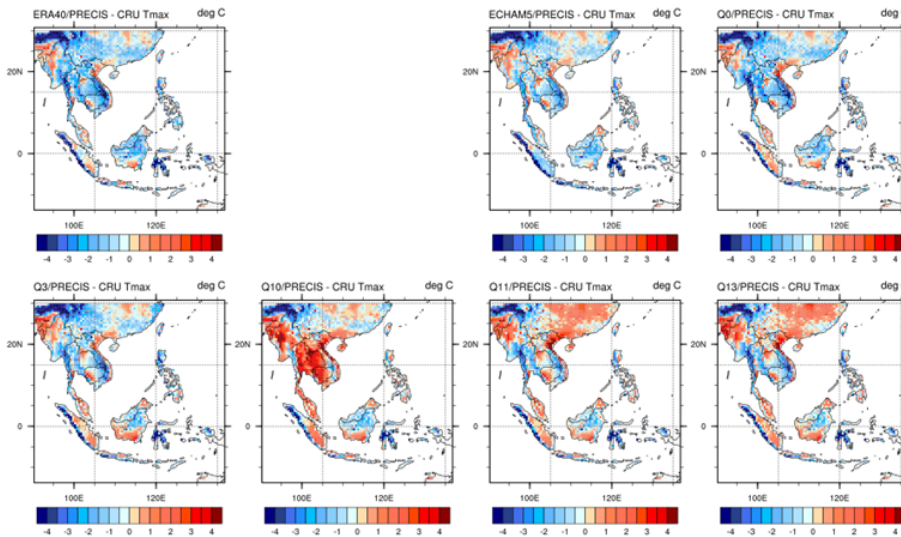 ERA40/PRECIS - CRU Tmax deg C
20N
0
100E 120E
-4 -3 -2 -1 0 1 2 3 4
ECHAM5/PRECIS - CRU Tmax deg C
20N
0
100E 120E
-4 -3 -2 -1 0 1 2 3 4
Q0/PRECIS - CRU Tmax deg
20N
0
100E 120E
-4 -3 -2 -1 0 1 2 3 4
Q3/PRECIS - CRU Tmax deg C
20N
0
100E 120E
-4 -3 -2 -1 0 1 2 3 4
Q10/PRECIS - CRU Tmax deg C
20N
0
100E 120E
-4 -3 -2 -1 0 1 2 3 4
Q11/PRECIS - CRU Tmax deg C
20N
0
100E 120E
-4 -3 -2 -1 0 1 2 3 4
Q13/PRECIS - CRU Tmax deg
20N
0
100E 120E
-4 -3 -2 -1 0 1 2 3 4